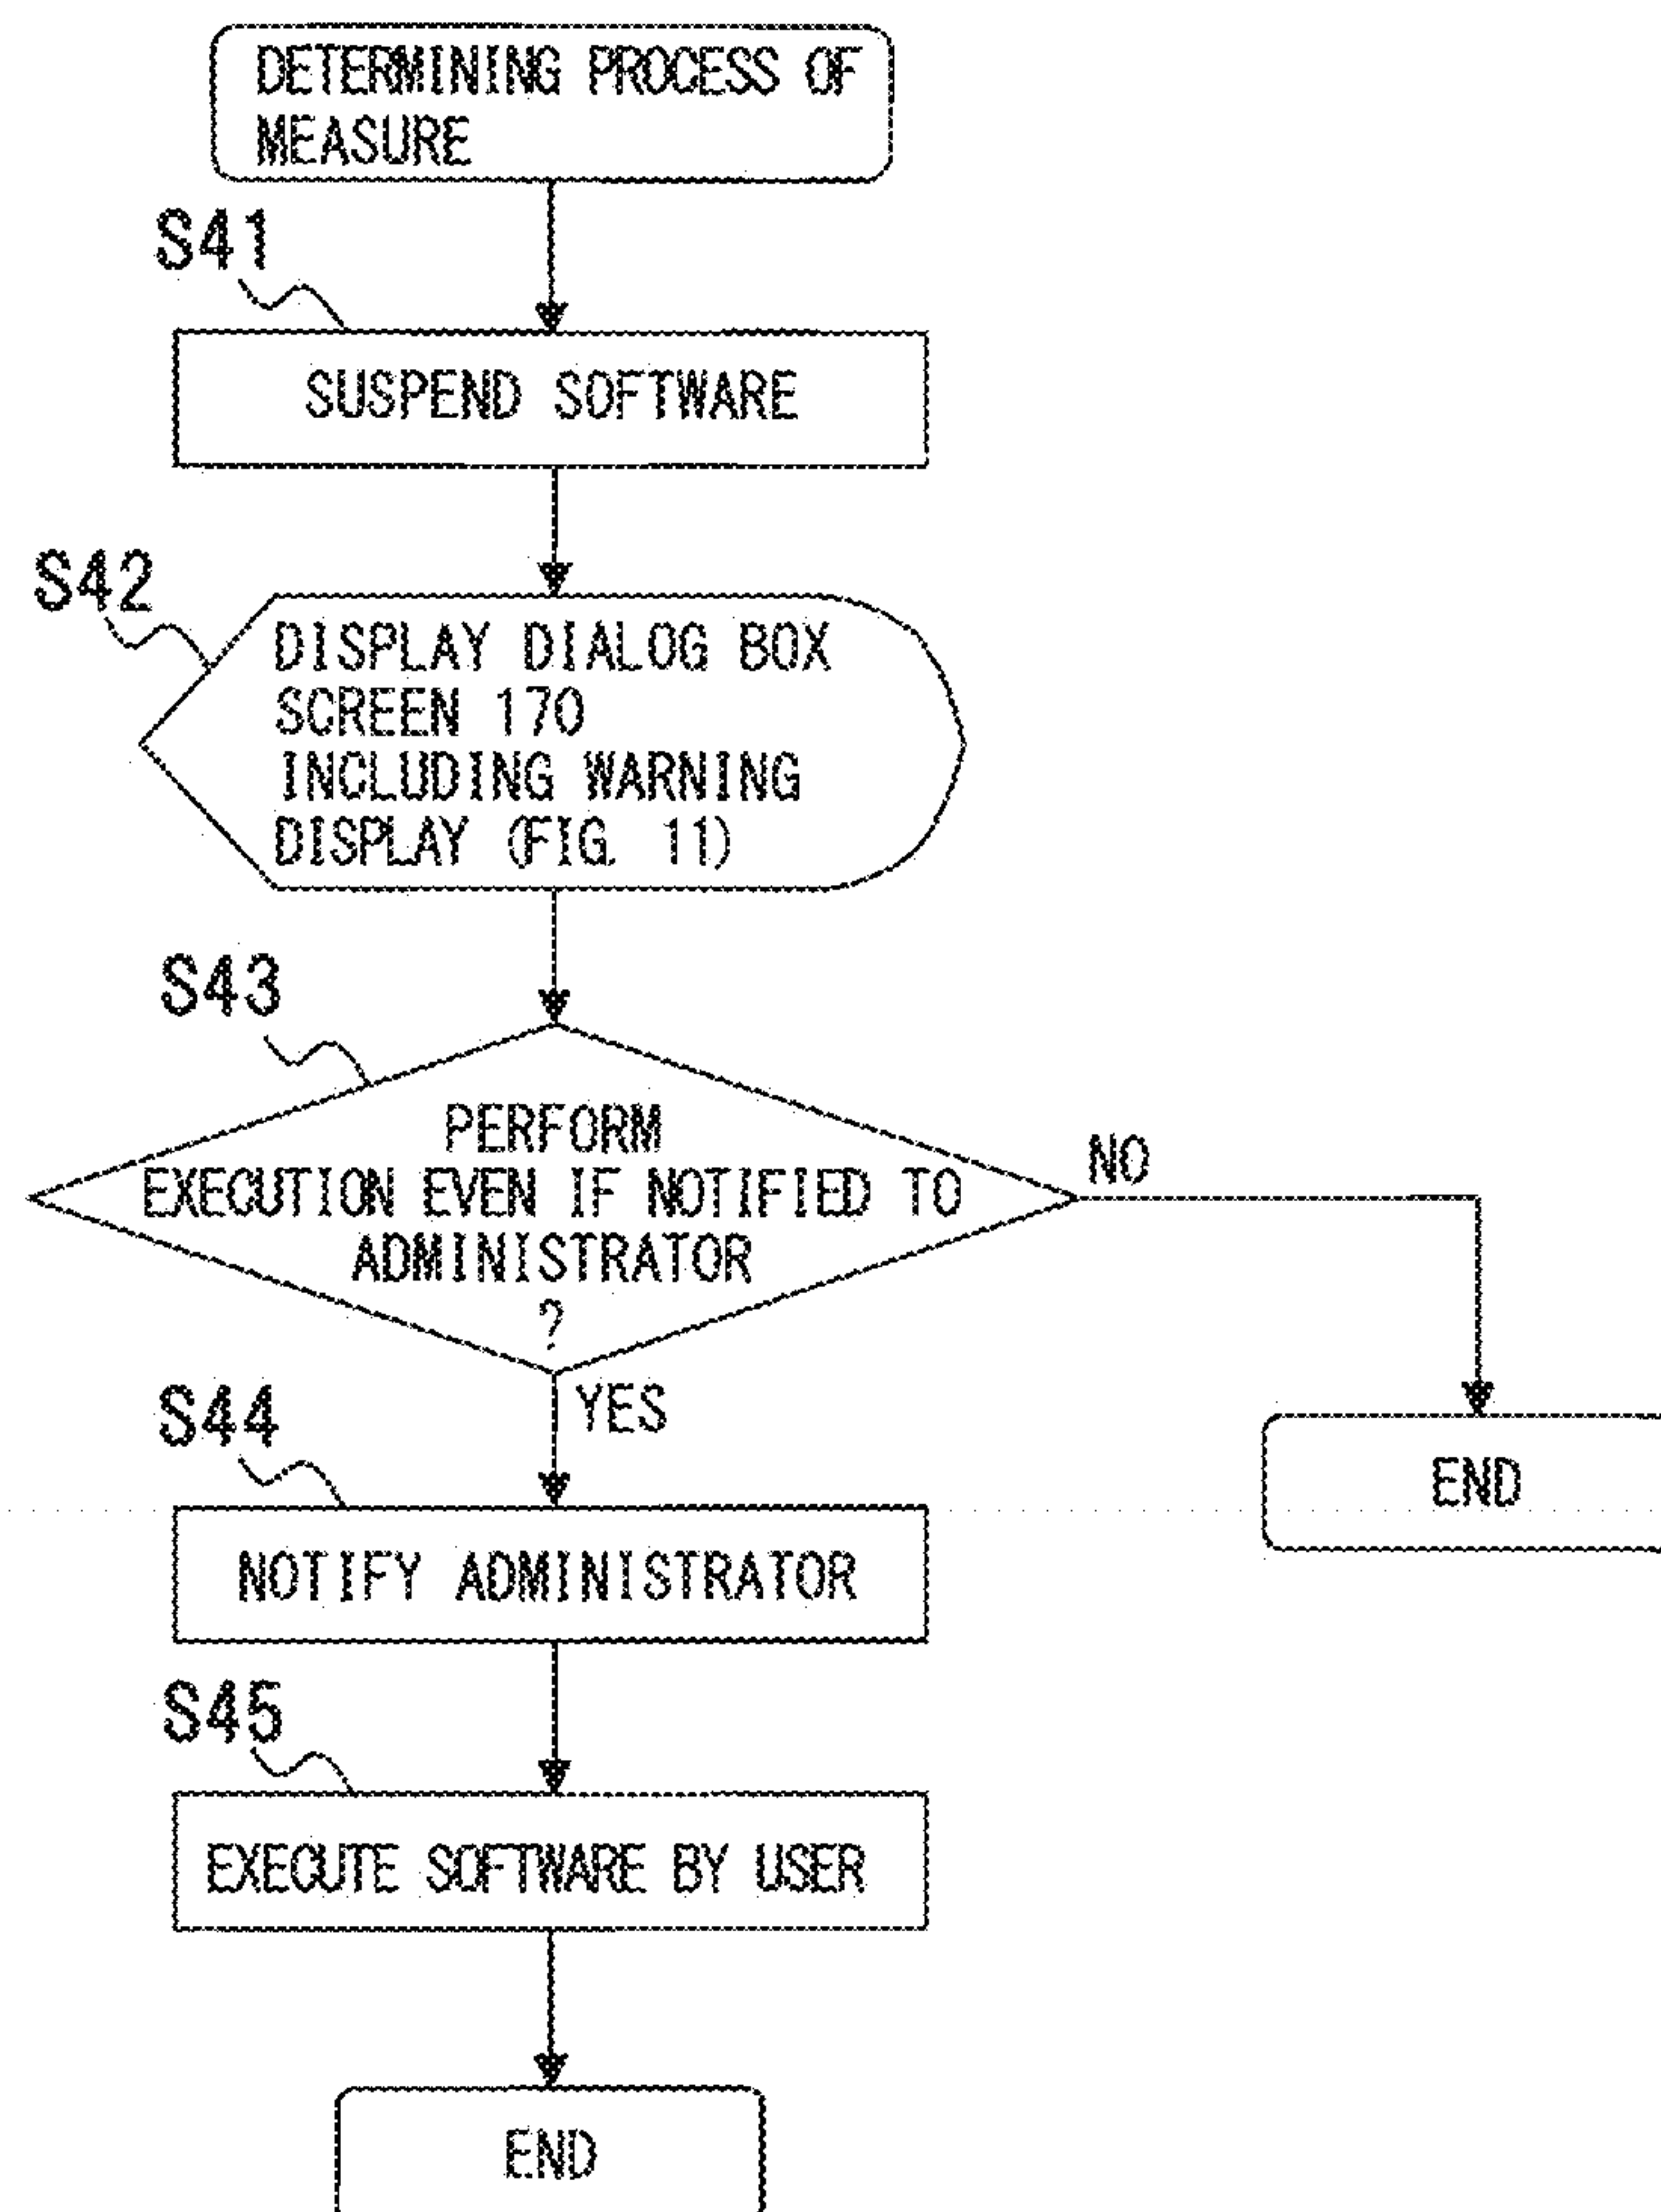 DETERMINING PROCESS OF
MEASURE
S41
SUSPEND SOFTWARE
S42
DISPLAY DIALOG BOX
SCREEN 170
INCLUDING WARNING
DISPLAY (FIG. 11)
S43
PERFORM
EXECUTION EVEN IF NOTIFIED TO
ADMINISTRATOR
?
NO
YES
END
S44
NOTIFY ADMINISTRATOR
S45
EXECUTE SOFTWARE BY USER
END